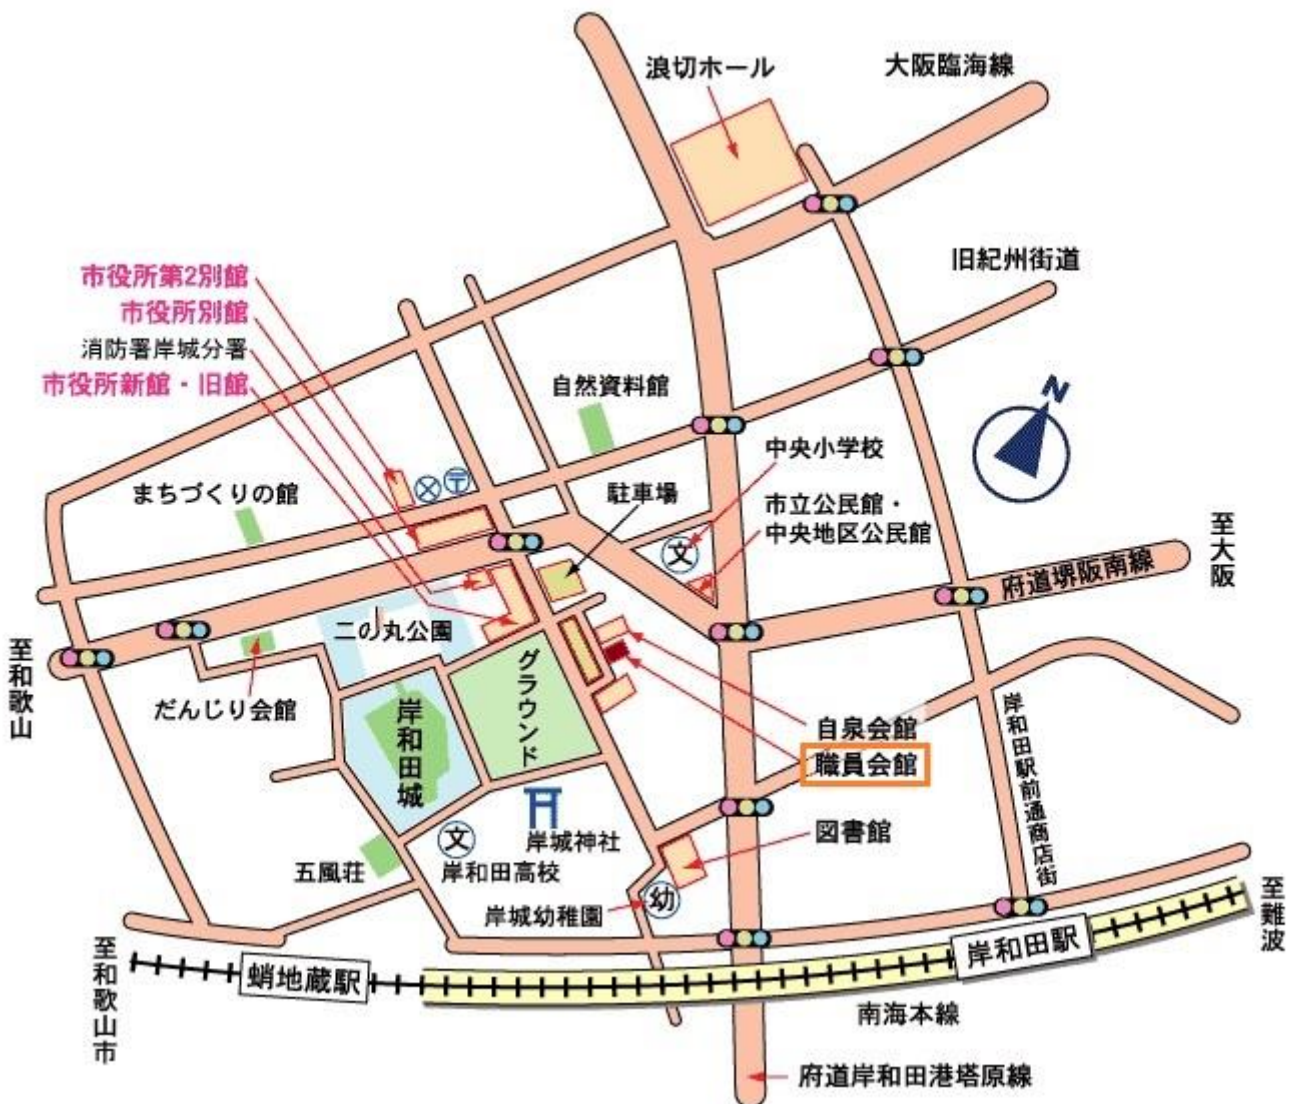 浪切ホール
大阪臨海線
旧紀州街道
市役所第2別館
市役所別館
消防署岸城分署
市役所新館・旧館
自然資料館
N
中央小学校
まちづくりの館
駐車場
市立公民館・
中央地区公民館
文
至大阪
府道堺阪南線
二の丸公園
グラウンド
至和歌山
だんじり会館
岸和田城
自泉会館
職員会館
岸和田駅前通商店街
図書館
文
岸城神社
五風荘
岸和田高校
岸城幼稚園
幼
至難波
岸和田駅
至和歌山市
蛸地蔵駅
南海本線
府道岸和田港塔原線